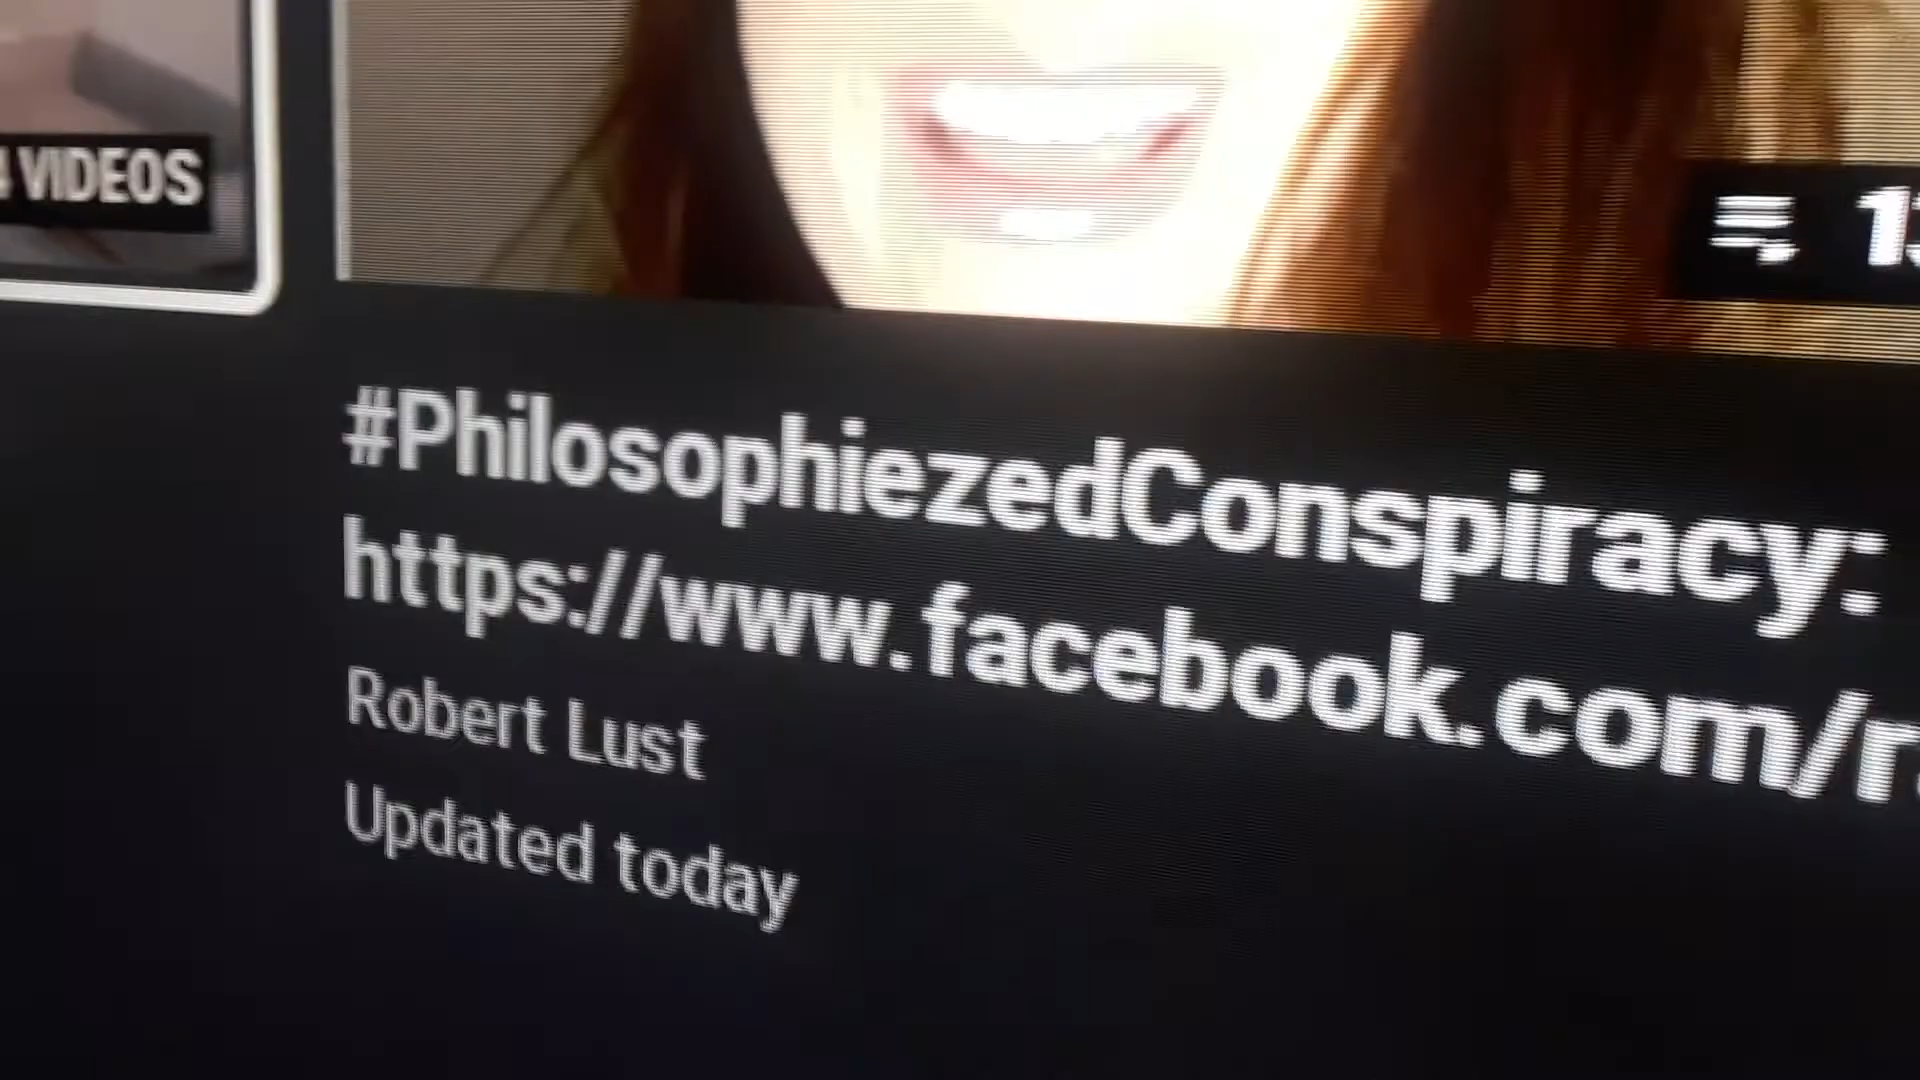 VIDEOS
#PhilosophiezedConspiracy:
https://www.facebook.com/r
Robert Lust
Updated today